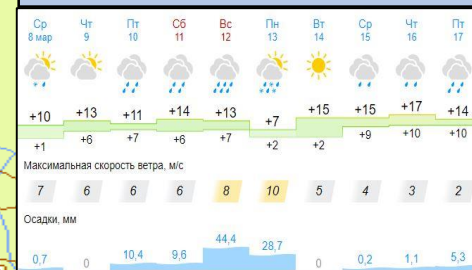 Ср Чт Пт Сб Вс Пн Вт Ср Чт Пт
8 мар 9 10 11 12 13 14 15 16 17
+10 +13 +11 +14 +13 +7 +15 +15 +17 +14
+1 +6 +7 +6 +7 +2 +2 +9 +10 +10
Максимальная скорость ветра, м/с
7 6 6 6 8 10 5 4 3 2
Осадки, мм
0,7 0 10,4 9,6 44,4 28,7 0 0,2 1,1 5,3